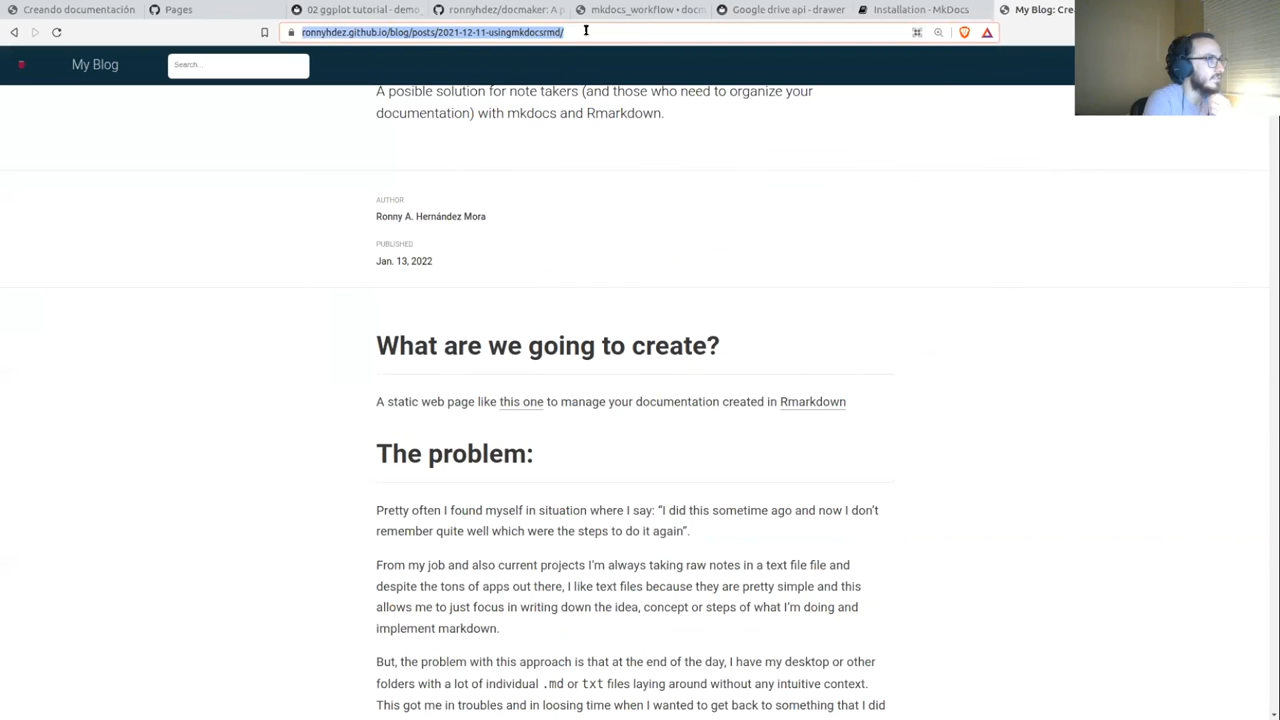 Creando documentación
Pages
02 ggplot tutorial - demo_
ronnyhdez/docmaker: A p
mkdocs_workflow • docm
Google drive api - drawer
Installation - MkDocs
My Blog: Cre
ronnyhdez.github.io/blog/posts/2021-12-11-usingmkdocsrmd/
My Blog
Search...
A posible solution for note takers (and those who need to organize your
documentation) with mkdocs and Rmarkdown.
AUTHOR
Ronny A. Hernández Mora
PUBLISHED
Jan. 13, 2022
What are we going to create?
A static web page like this one to manage your documentation created in Rmarkdown
The problem:
Pretty often I found myself in situation where I say: “I did this sometime ago and now I don’t
remember quite well which were the steps to do it again”.
From my job and also current projects I’m always taking raw notes in a text file file and
despite the tons of apps out there, I like text files because they are pretty simple and this
allows me to just focus in writing down the idea, concept or steps of what I’m doing and
implement markdown.
But, the problem with this approach is that at the end of the day, I have my desktop or other
folders with a lot of individual .md or txt files laying around without any intuitive context.
This got me in troubles and in loosing time when I wanted to get back to something that I did